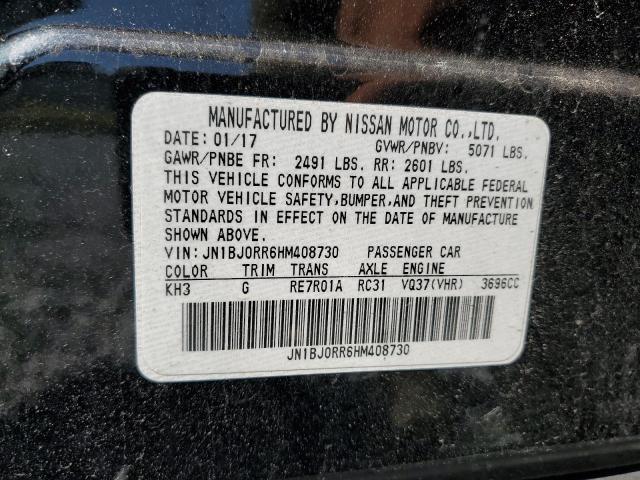 MANUFACTURED BY NISSAN MOTOR CO.,LTD.
DATE: 01/17 GVWR/PNBV: 5071 LBS.
GAWR/PNBE FR: 2491 LBS. RR: 2601 LBS.
THIS VEHICLE CONFORMS TO ALL APPLICABLE FEDERAL
MOTOR VEHICLE SAFETY,BUMPER,AND THEFT PREVENTION
STANDARDS IN EFFECT ON THE DATE OF MANUFACTURE
SHOWN ABOVE.
VIN: JN1BJ0RR6HM408730 PASSENGER CAR
COLOR TRIM TRANS AXLE ENGINE
KH3 G RE7R01A RC31 VQ37(VHR) 3696CC
JN1BJ0RR6HM408730